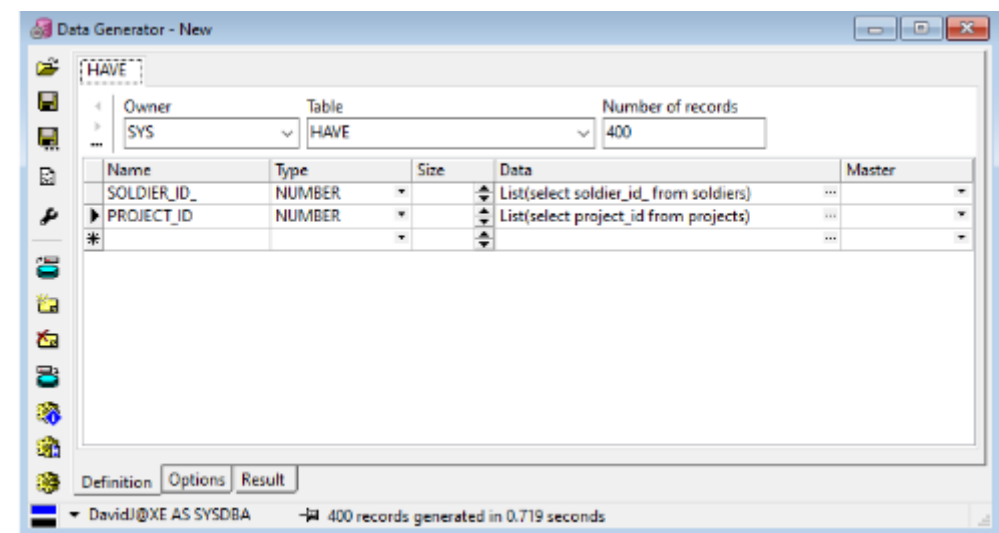 Data Generator - New
HAVE
Owner Table Number of records
SYS HAVE 400
Name Type Size Data Master
SOLDIER_ID_ NUMBER List(select soldier_id_ from soldiers) ...
PROJECT_ID NUMBER List(select project_id from projects) ...
* ...
Definition Options Result
DavidJ@XE AS SYSDBA 400 records generated in 0.719 seconds